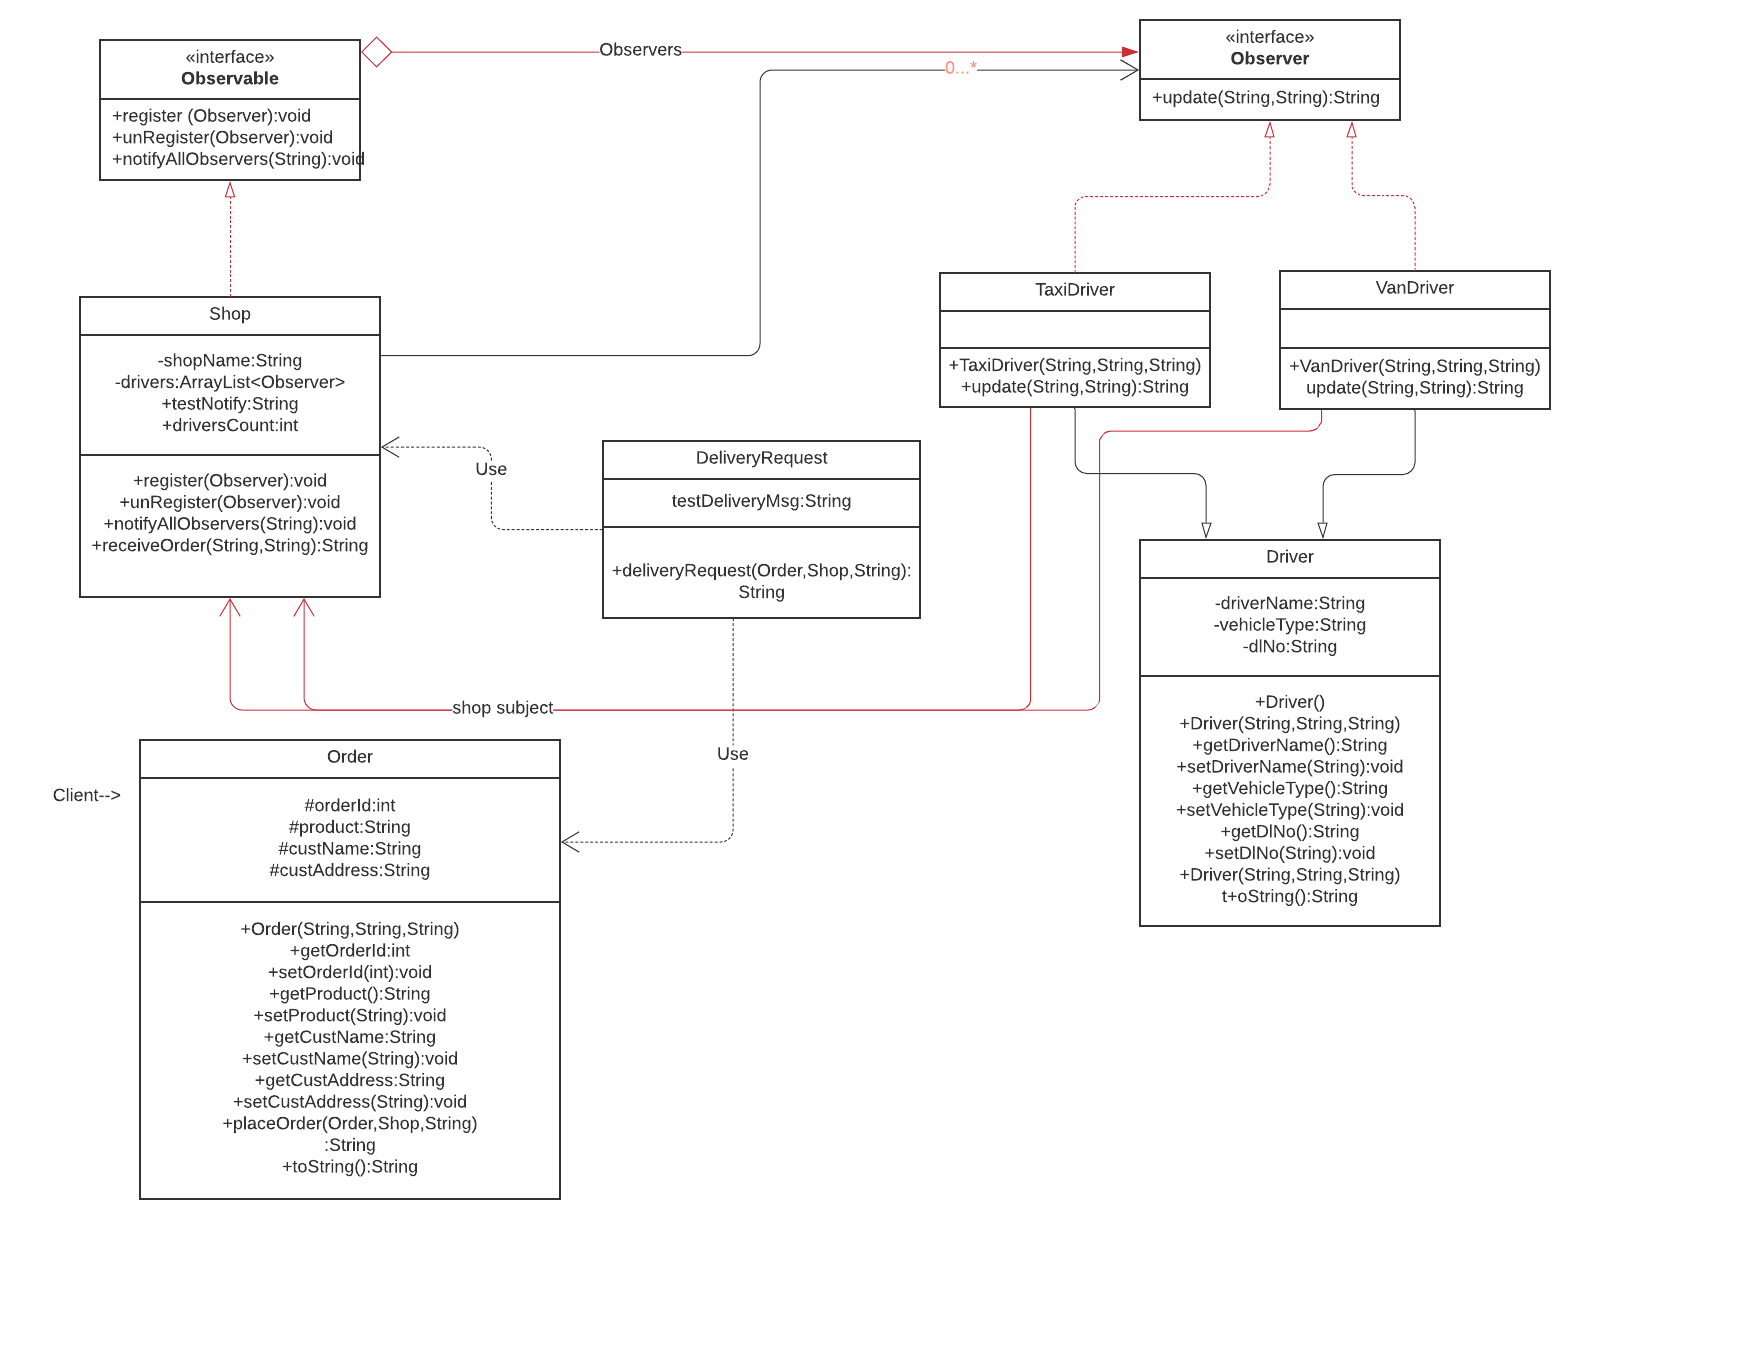 «interface»
Observable
+register (Observer):void
+unRegister(Observer):void
+notifyAllObservers(String):void
Observers
0...*
«interface»
Observer
+update(String,String):String
Shop
-shopName:String
-drivers:ArrayList<Observer>
+testNotify:String
+driversCount:int
+register(Observer):void
+unRegister(Observer):void
+notifyAllObservers(String):void
+receiveOrder(String,String):String
TaxiDriver
+TaxiDriver(String,String,String)
+update(String,String):String
VanDriver
+VanDriver(String,String,String)
update(String,String):String
Use
DeliveryRequest
testDeliveryMsg:String
+deliveryRequest(Order,Shop,String):
String
Driver
-driverName:String
-vehicleType:String
-dlNo:String
+Driver()
+Driver(String,String,String)
+getDriverName():String
+setDriverName(String):void
+getVehicleType():String
+setVehicleType(String):void
+getDlNo():String
+setDlNo(String):void
+Driver(String,String,String)
t+oString():String
shop subject
Use
Client-->
Order
#orderId:int
#product:String
#custName:String
#custAddress:String
+Order(String,String,String)
+getOrderId:int
+setOrderId(int):void
+getProduct():String
+setProduct(String):void
+getCustName:String
+setCustName(String):void
+getCustAddress:String
+setCustAddress(String):void
+placeOrder(Order,Shop,String)
:String
+toString():String